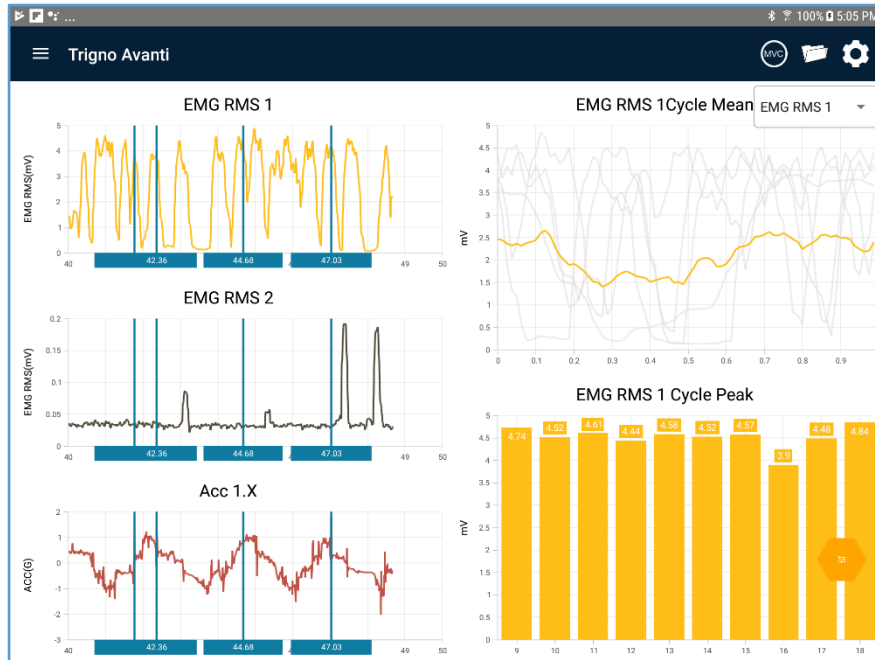 ... 100% 5:05 PM
Trigno Avanti
MVC
EMG RMS 1
EMG RMS(mV)
5
4
3
2
1
0
40 42.36 44.68 47.03 49 50
EMG RMS 2
EMG RMS(mV)
0.2
0.15
0.1
0.05
0
40 42.36 44.68 47.03 49 50
Acc 1.X
ACC(G)
2
1
0
-1
-2
-3
40 42.36 44.68 47.03 49 50
EMG RMS 1Cycle Mean
EMG RMS 1
mV
5
4.5
4
3.5
3
2.5
2
1.5
1
0.5
0
0 0.1 0.2 0.3 0.4 0.5 0.6 0.7 0.8 0.9
EMG RMS 1 Cycle Peak
mV
5
4.5
4
3.5
3
2.5
2
1.5
1
0.5
0
4.74 4.52 4.61 4.44 4.58 4.52 4.57 3.9 4.48 4.84
9 10 11 12 13 14 15 16 17 18